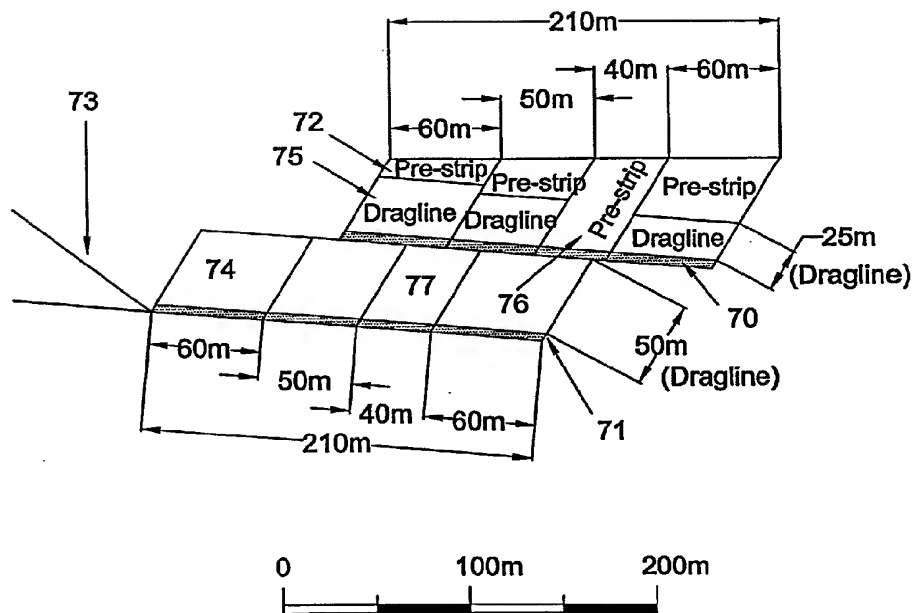 210m
40m
60m
50m
73
72
60m
75
Pre-strip
Pre-strip
Pre-strip
Pre-strip
Dragline
Dragline
Dragline
25m
(Dragline)
74
77
76
70
60m
50m
50m
(Dragline)
40m
60m
71
210m
0 100m 200m